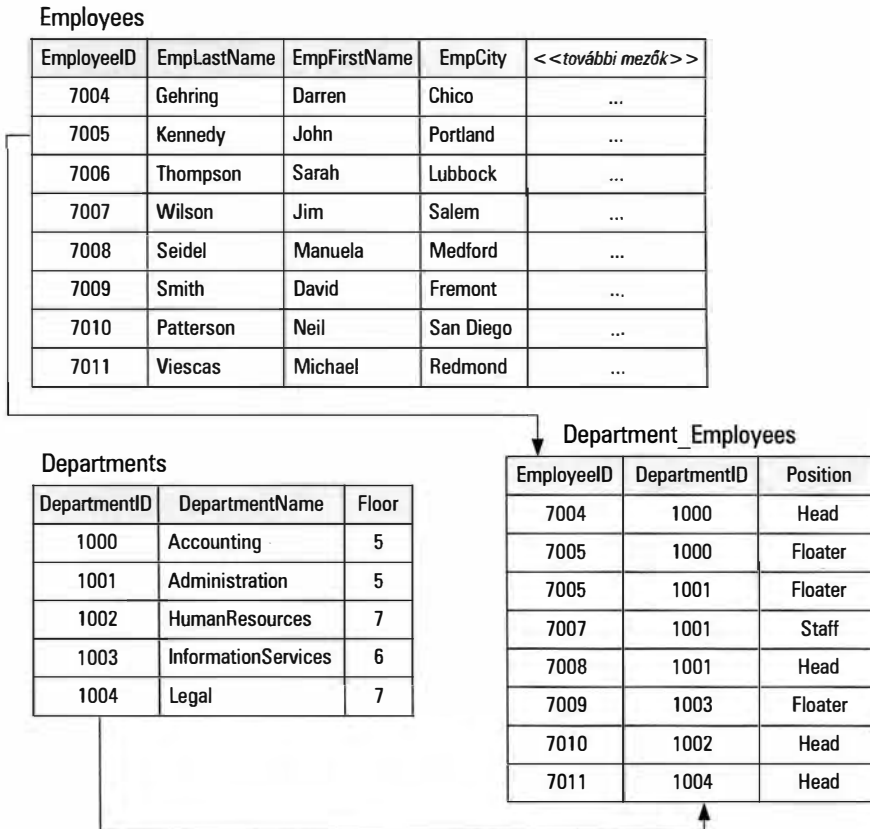 Employees
EmployeeID EmpLastName EmpFirstName EmpCity <<további mezők>>
7004 Gehring Darren Chico ...
7005 Kennedy John Portland ...
7006 Thompson Sarah Lubbock ...
7007 Wilson Jim Salem ...
7008 Seidel Manuela Medford ...
7009 Smith David Fremont ...
7010 Patterson Neil San Diego ...
7011 Viescas Michael Redmond ...
Departments
DepartmentID DepartmentName Floor
1000 Accounting 5
1001 Administration 5
1002 HumanResources 7
1003 InformationServices 6
1004 Legal 7
Department_Employees
EmployeeID DepartmentID Position
7004 1000 Head
7005 1000 Floater
7005 1001 Floater
7007 1001 Staff
7008 1001 Head
7009 1003 Floater
7010 1002 Head
7011 1004 Head